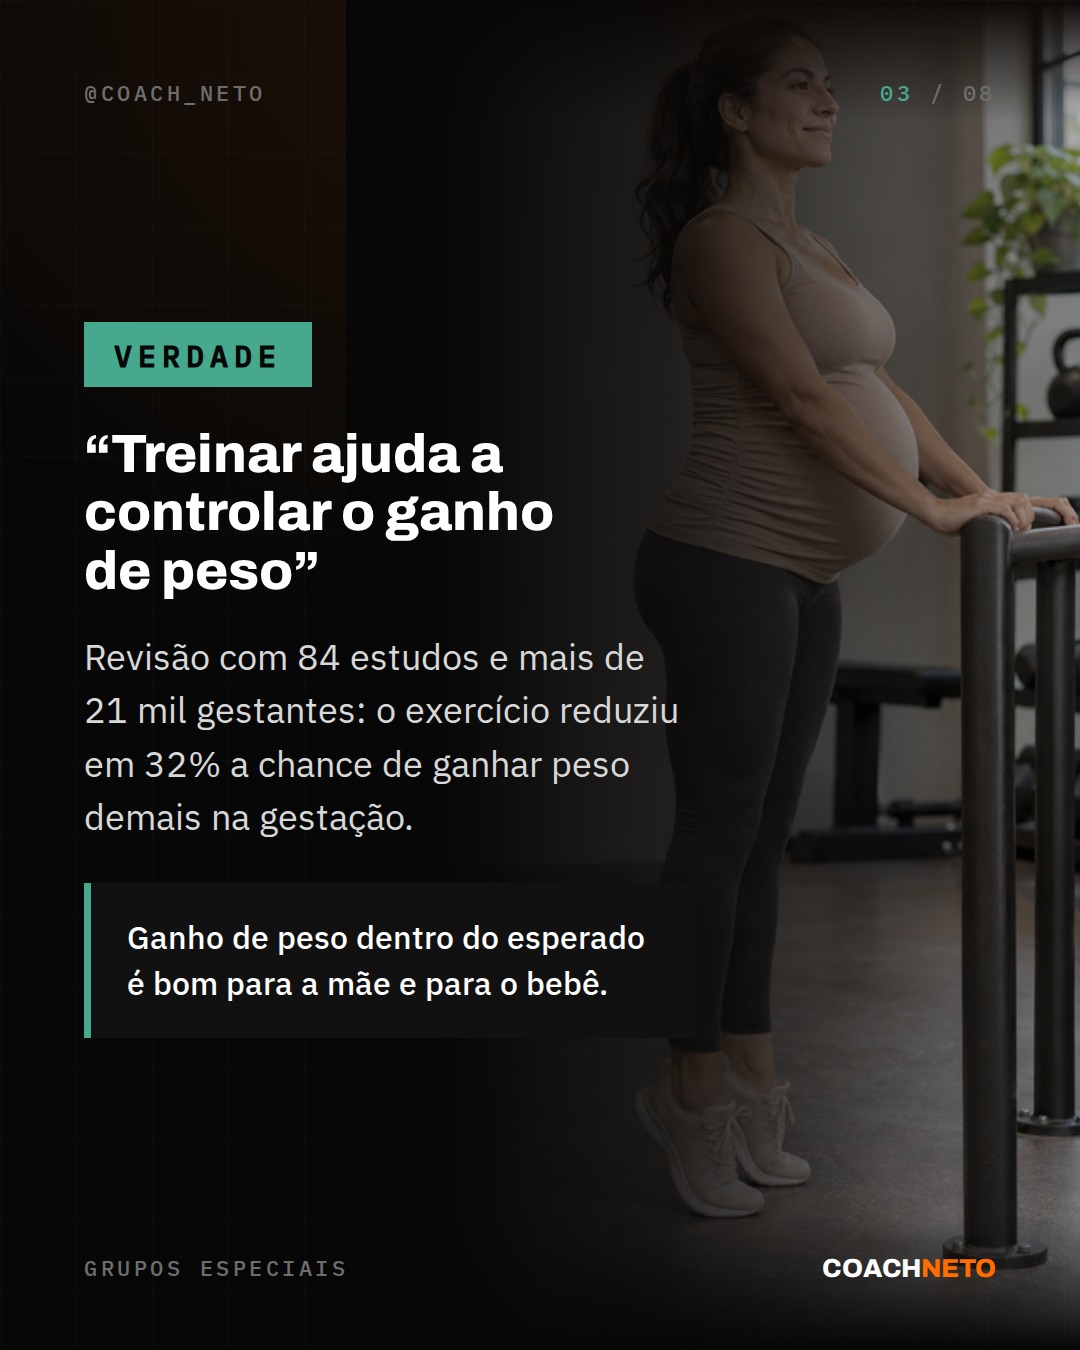 @COACH_NETO
03 / 08
VERDADE
“Treinar ajuda a
controlar o ganho
de peso”
Revisão com 84 estudos e mais de
21 mil gestantes: o exercício reduziu
em 32% a chance de ganhar peso
demais na gestação.
Ganho de peso dentro do esperado
é bom para a mãe e para o bebê.
GRUPOS ESPECIAIS
COACHNETO